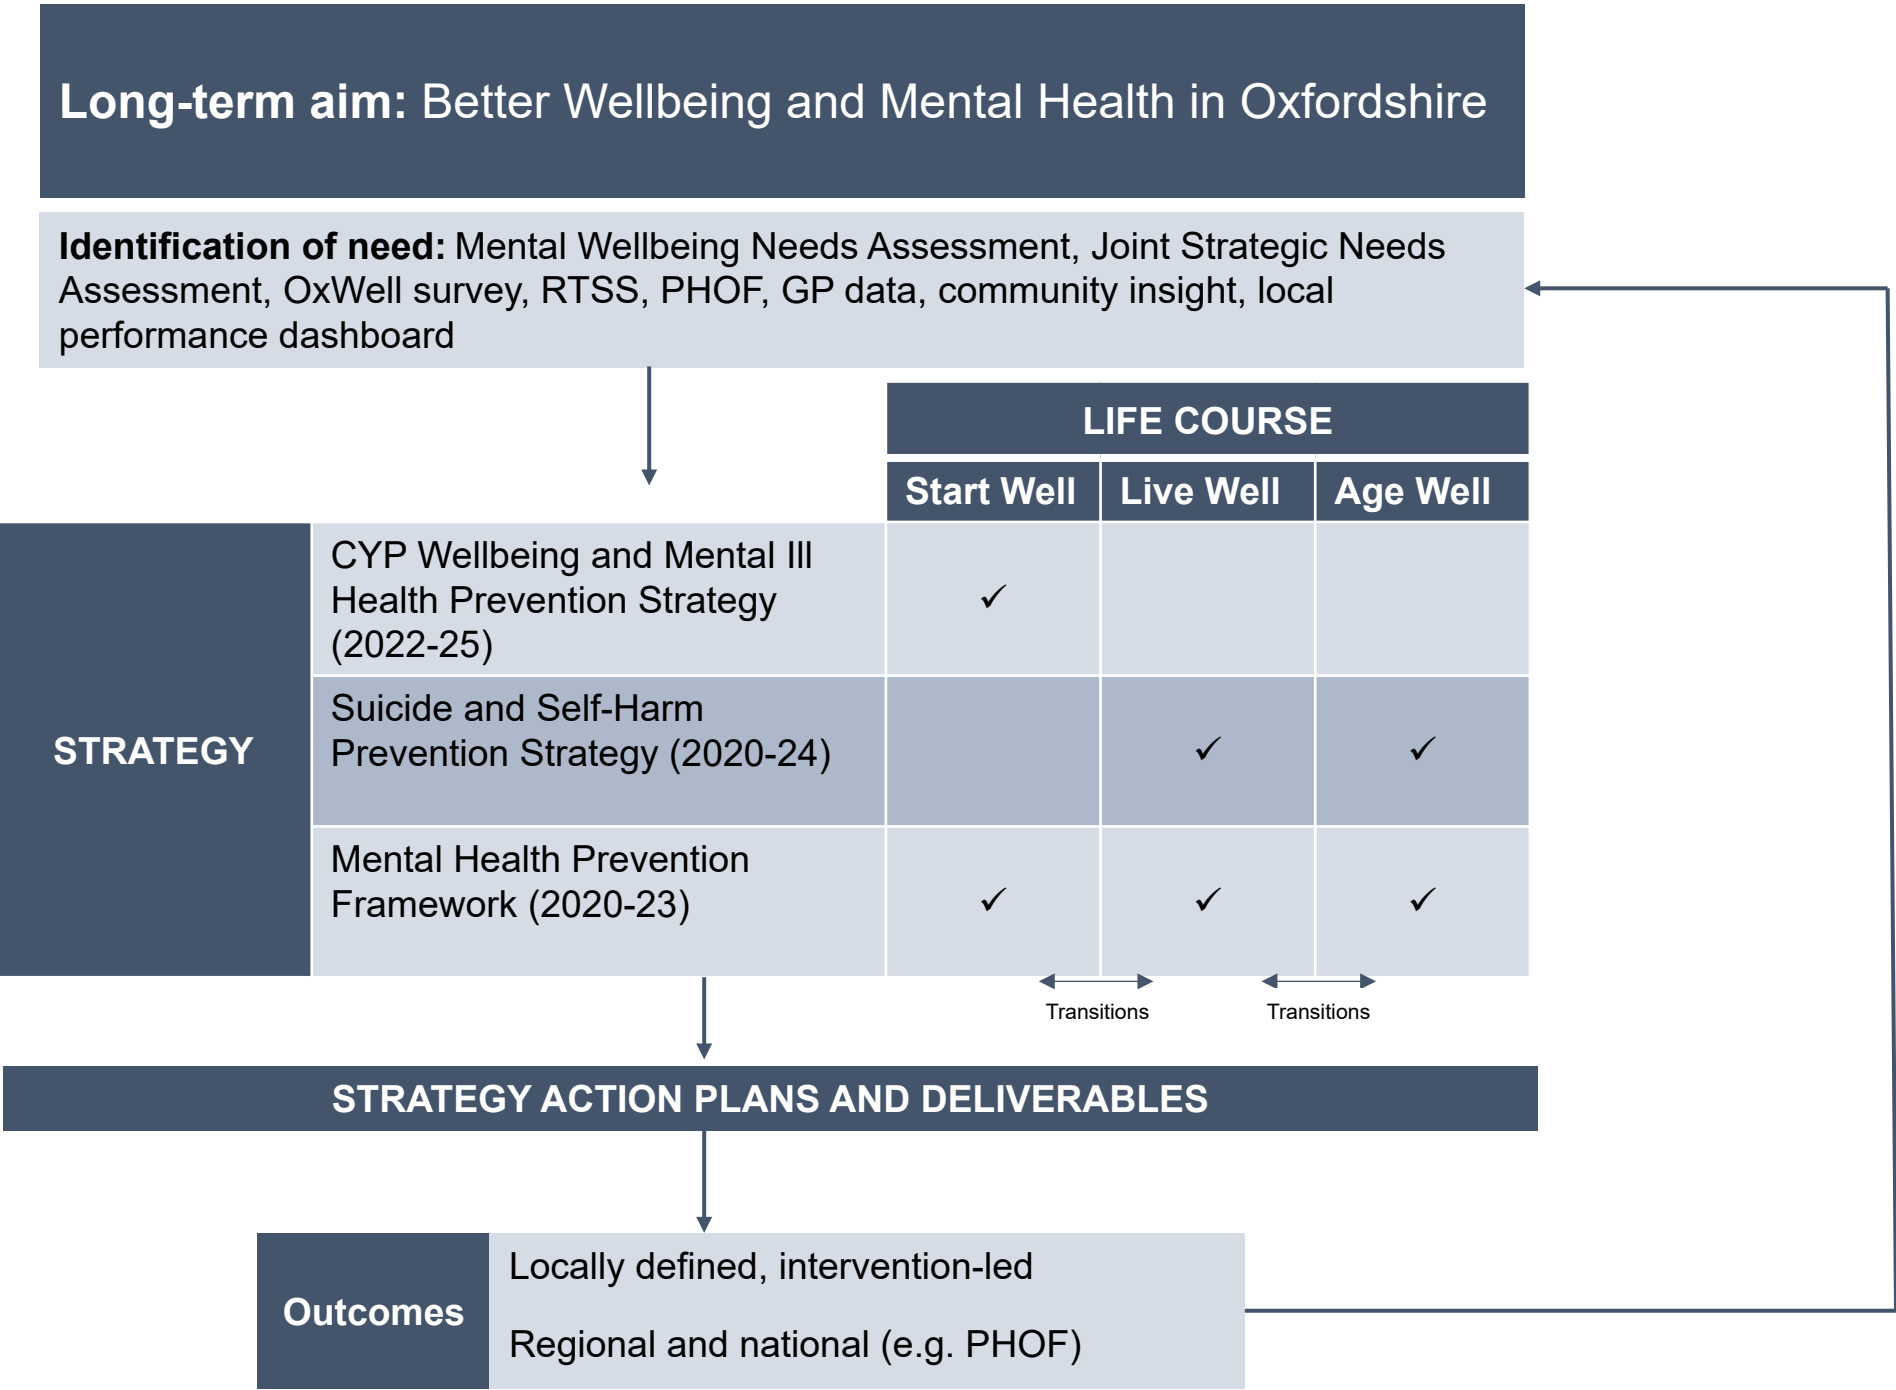 Long-term aim: Better Wellbeing and Mental Health in Oxfordshire
Identification of need: Mental Wellbeing Needs Assessment, Joint Strategic Needs
Assessment, OxWell survey, RTSS, PHOF, GP data, community insight, local
performance dashboard
LIFE COURSE
Start Well
Live Well
Age Well
STRATEGY
CYP Wellbeing and Mental Ill
Health Prevention Strategy
(2022-25)
✓
Suicide and Self-Harm
Prevention Strategy (2020-24)
✓
✓
Mental Health Prevention
Framework (2020-23)
✓
✓
✓
Transitions
Transitions
STRATEGY ACTION PLANS AND DELIVERABLES
Outcomes
Locally defined, intervention-led
Regional and national (e.g. PHOF)